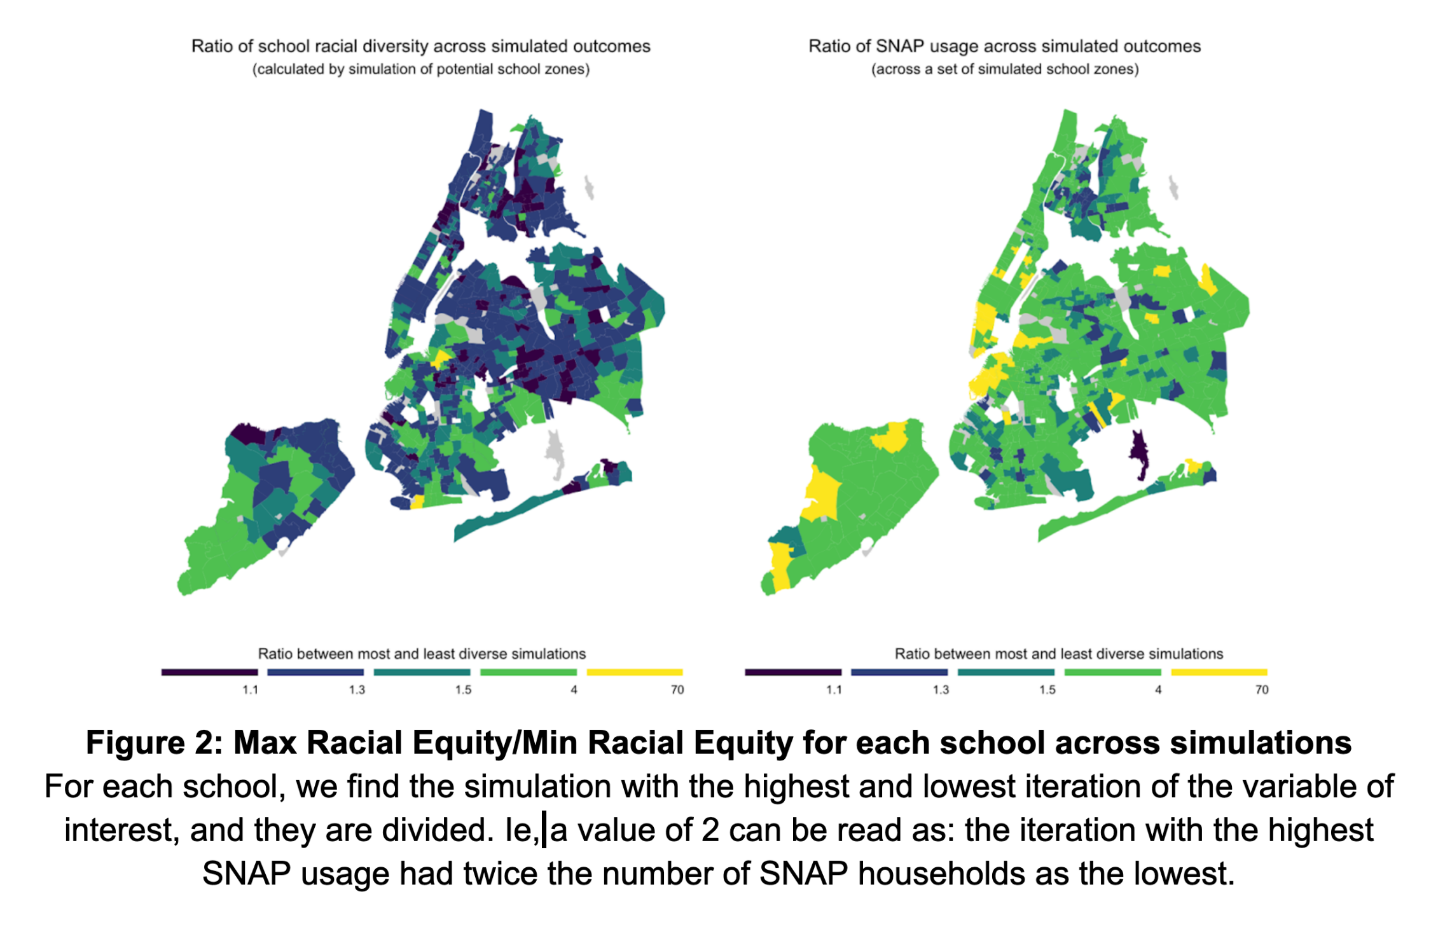 Ratio of school racial diversity across simulated outcomes
(calculated by simulation of potential school zones)
Ratio of SNAP usage across simulated outcomes
(across a set of simulated school zones)
Ratio between most and least diverse simulations
1.1 1.3 1.5 4 70
Ratio between most and least diverse simulations
1.1 1.3 1.5 4 70
Figure 2: Max Racial Equity/Min Racial Equity for each school across simulations
For each school, we find the simulation with the highest and lowest iteration of the variable of
interest, and they are divided. Ie, a value of 2 can be read as: the iteration with the highest
SNAP usage had twice the number of SNAP households as the lowest.